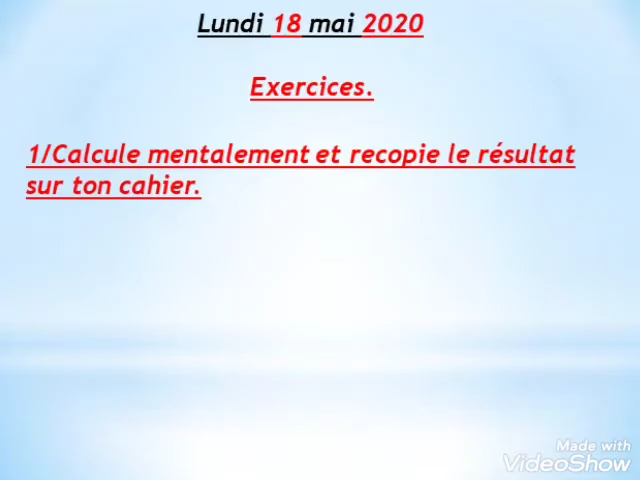 Lundi 18 mai 2020
Exercices.
1/Calcule mentalement et recopie le résultat
sur ton cahier.
Made with
VideoShow